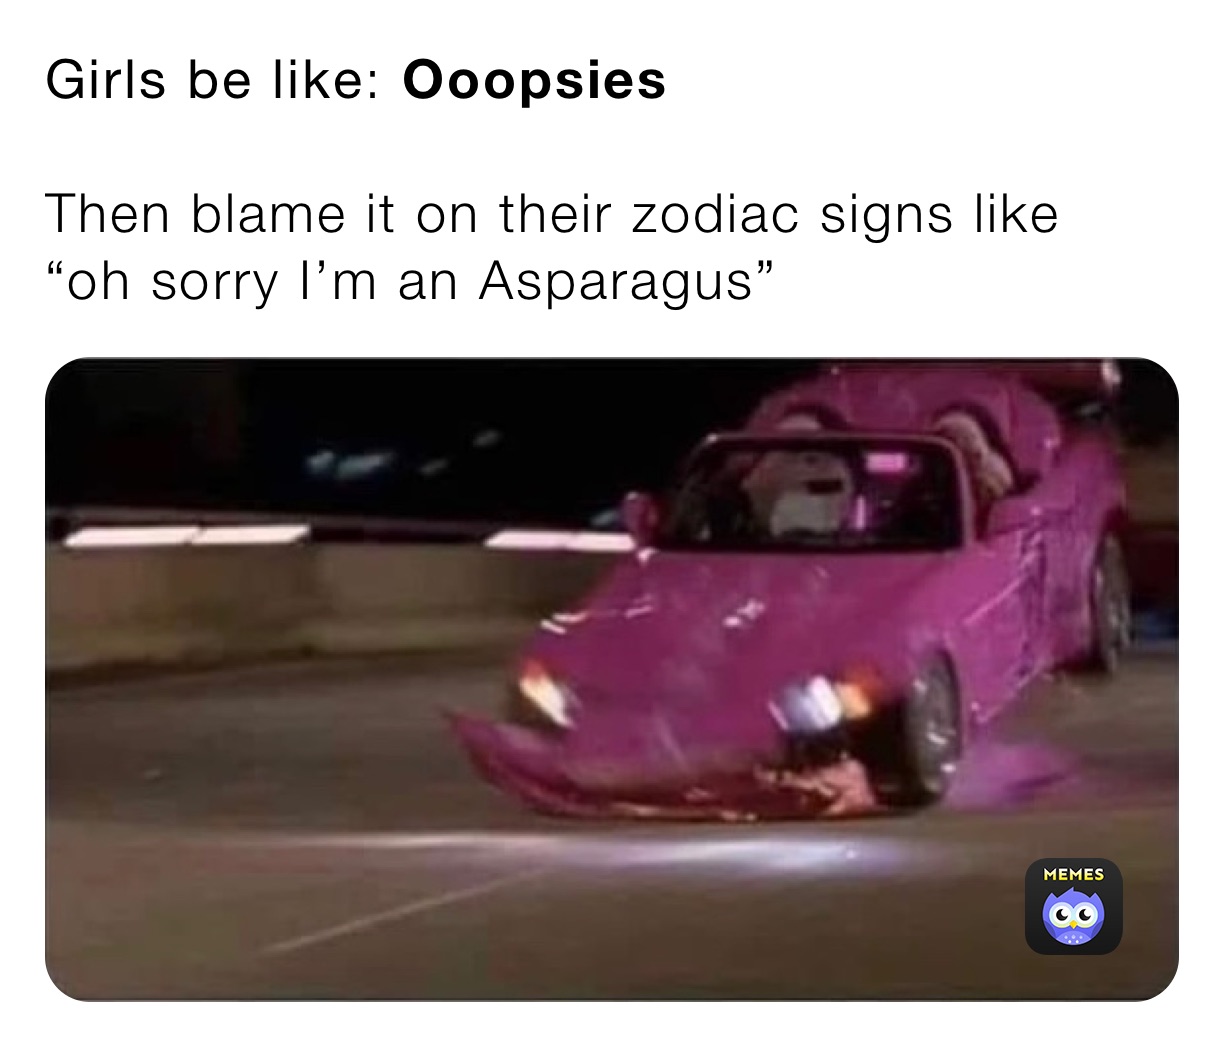 Girls be like: Ooopsies
Then blame it on their zodiac signs like
“oh sorry I’m an Asparagus”
MEMES